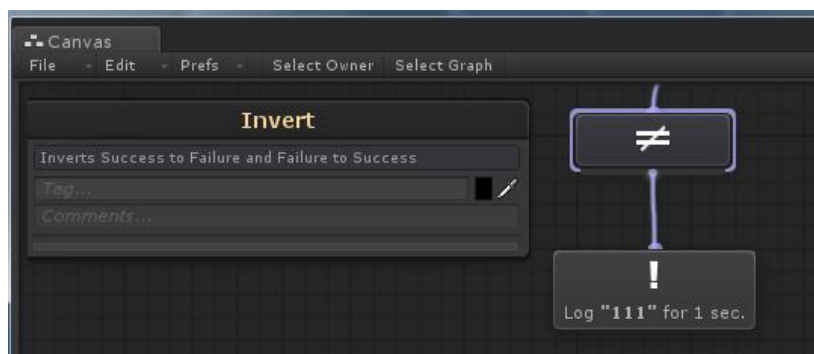 Canvas
File Edit Prefs Select Owner Select Graph
Invert
Inverts Success to Failure and Failure to Success
Tag...
Comments...
≠
!
Log "111" for 1 sec.